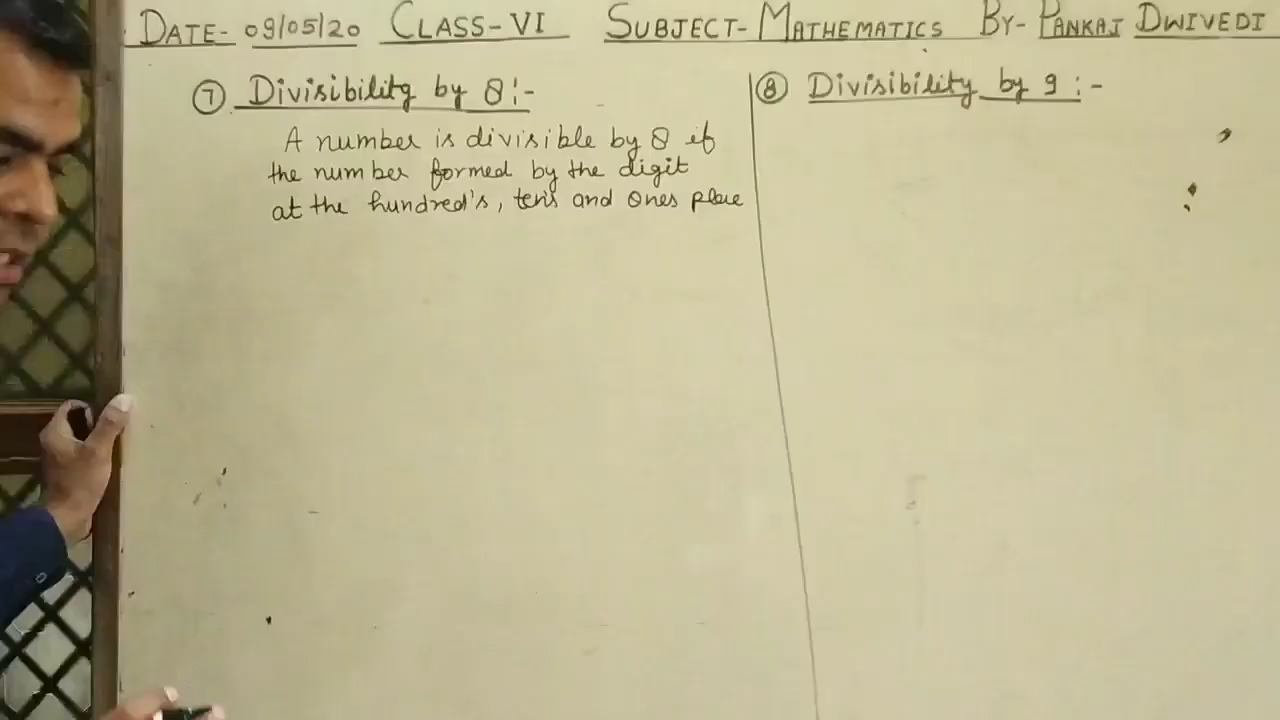 DATE- 09/05/20 CLASS-VI SUBJECT- MATHEMATICS BY- PANKAJ DWIVEDI
⑦ Divisibility by 8:-
A number is divisible by 8 if
the number formed by the digit
at the hundred's, ten's and ones place
⑧ Divisibility by 9:-